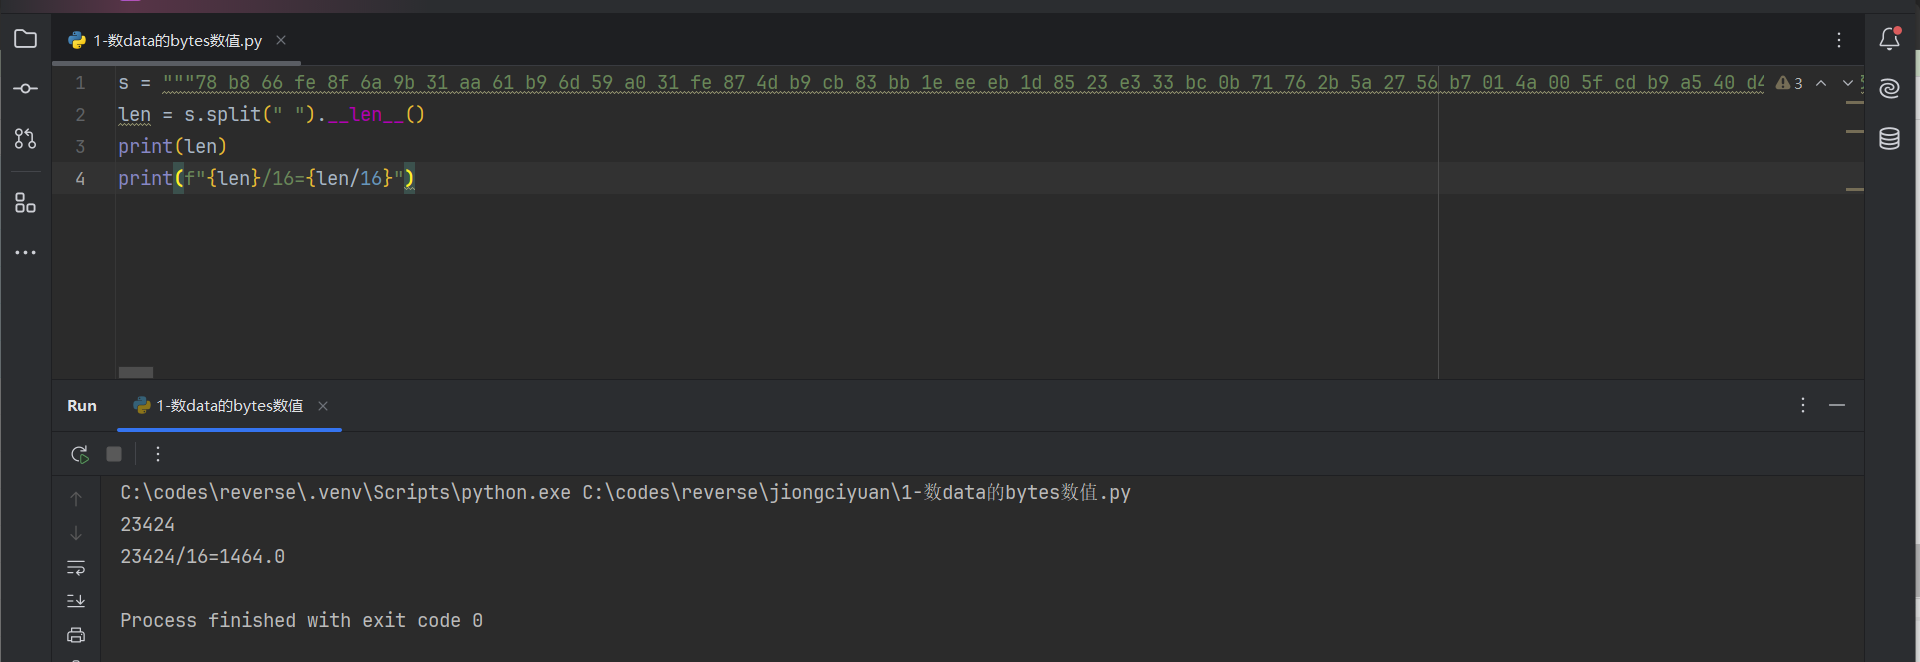 1-数data的bytes数值.py
1 s = """78 b8 66 fe 8f 6a 9b 31 aa 61 b9 6d 59 a0 31 fe 87 4d b9 cb 83 bb 1e ee eb 1d 85 23 e3 33 bc 0b 71 76 2b 5a 27 56 b7 01 4a 00 5f cd b9 a5 40 d4 3
2 len = s.split(" ").__len__()
3 print(len)
4 print(f"{len}/16={len/16}")
Run 1-数data的bytes数值
C:\codes\reverse\.venv\Scripts\python.exe C:\codes\reverse\jiongciyuan\1-数data的bytes数值.py
23424
23424/16=1464.0
Process finished with exit code 0